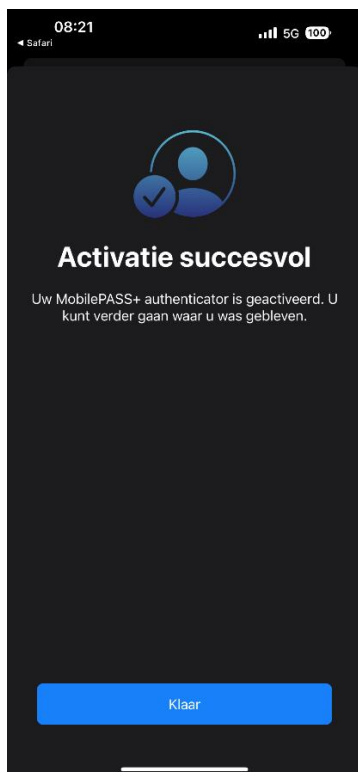 08:21
5G 100
◀ Safari
Activatie succesvol
Uw MobilePASS+ authenticator is geactiveerd. U
kunt verder gaan waar u was gebleven.
Klaar